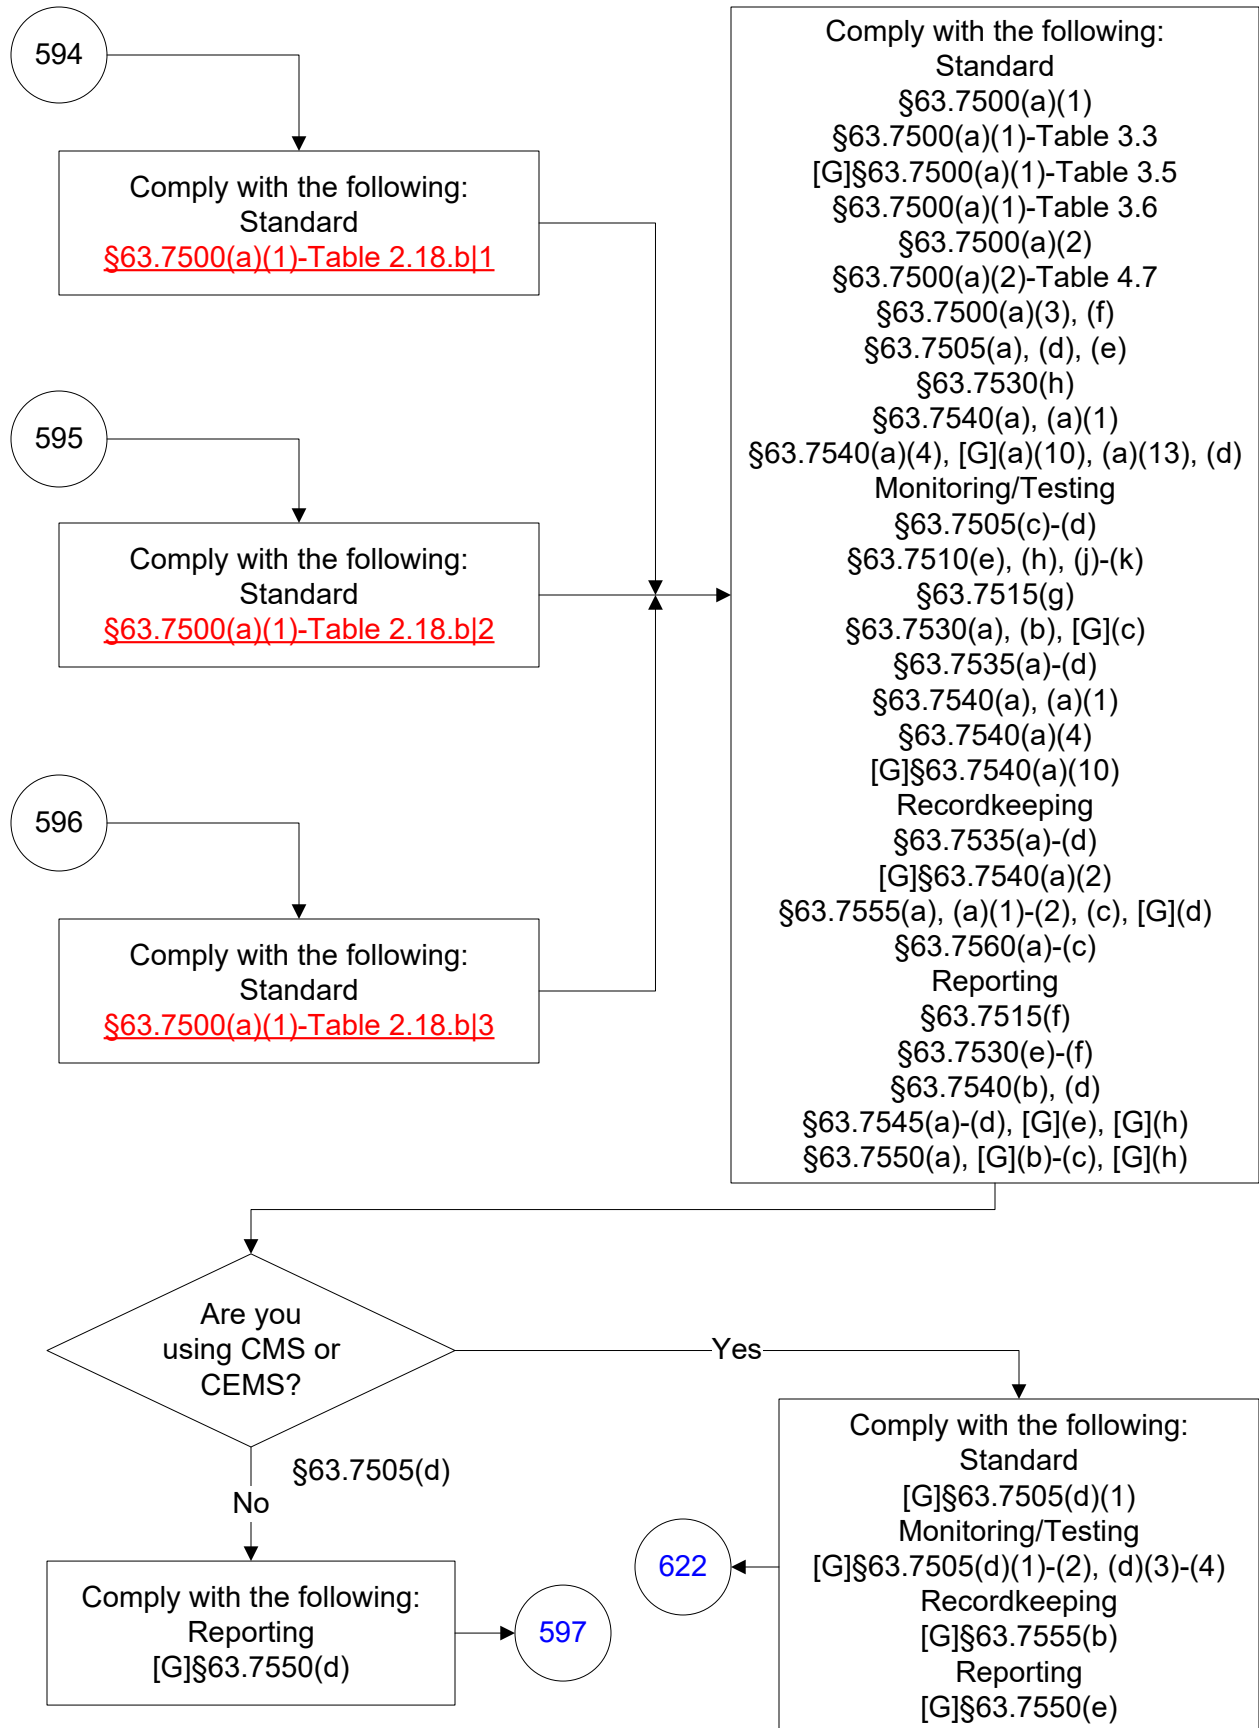 594
Comply with the following:
Standard
§63.7500(a)(1)-Table 2.18.b|1
595
Comply with the following:
Standard
§63.7500(a)(1)-Table 2.18.b|2
596
Comply with the following:
Standard
§63.7500(a)(1)-Table 2.18.b|3
Comply with the following:
Standard
§63.7500(a)(1)
§63.7500(a)(1)-Table 3.3
[G]§63.7500(a)(1)-Table 3.5
§63.7500(a)(1)-Table 3.6
§63.7500(a)(2)
§63.7500(a)(2)-Table 4.7
§63.7500(a)(3), (f)
§63.7505(a), (d), (e)
§63.7530(h)
§63.7540(a), (a)(1)
§63.7540(a)(4), [G](a)(10), (a)(13), (d)
Monitoring/Testing
§63.7505(c)-(d)
§63.7510(e), (h), (j)-(k)
§63.7515(g)
§63.7530(a), (b), [G](c)
§63.7535(a)-(d)
§63.7540(a), (a)(1)
§63.7540(a)(4)
[G]§63.7540(a)(10)
Recordkeeping
§63.7535(a)-(d)
[G]§63.7540(a)(2)
§63.7555(a), (a)(1)-(2), (c), [G](d)
§63.7560(a)-(c)
Reporting
§63.7515(f)
§63.7530(e)-(f)
§63.7540(b), (d)
§63.7545(a)-(d), [G](e), [G](h)
§63.7550(a), [G](b)-(c), [G](h)
Are you
using CMS or
CEMS?
Yes
§63.7505(d)
No
Comply with the following:
Reporting
[G]§63.7550(d)
597
Comply with the following:
Standard
[G]§63.7505(d)(1)
Monitoring/Testing
[G]§63.7505(d)(1)-(2), (d)(3)-(4)
Recordkeeping
[G]§63.7555(b)
Reporting
[G]§63.7550(e)
622